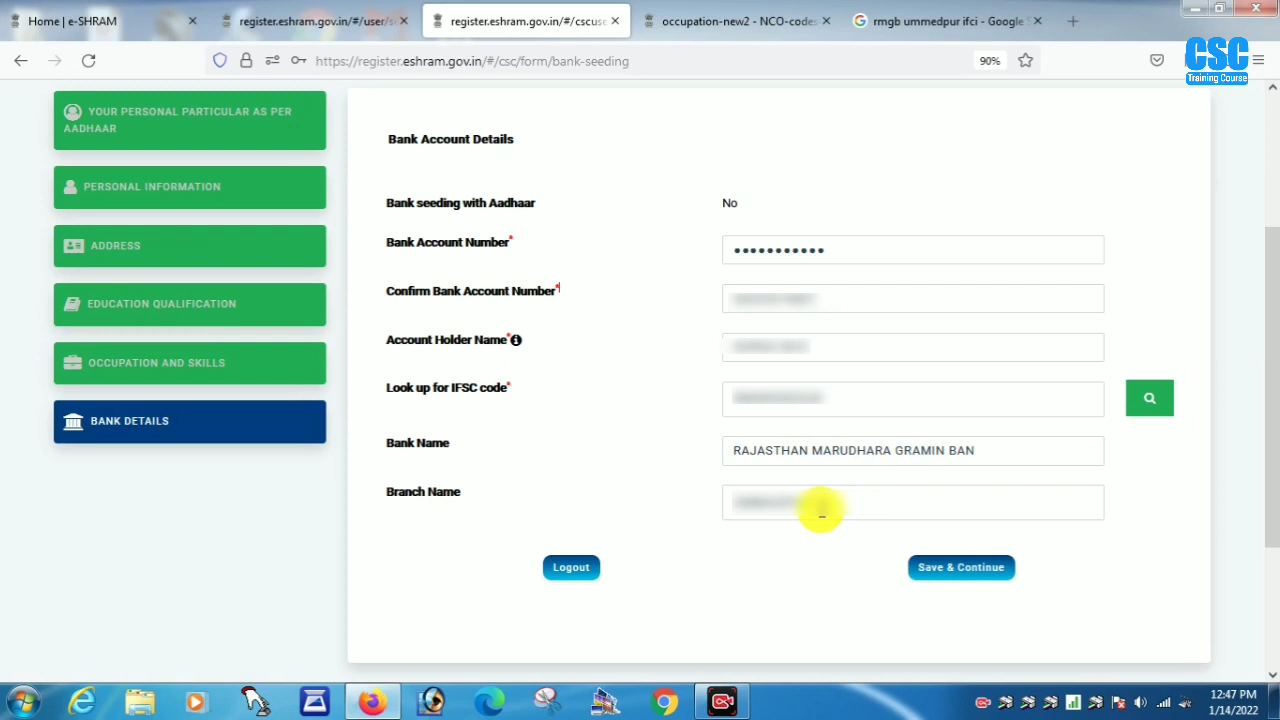 Home | e-SHRAM
register.eshram.gov.in/#/user/se
register.eshram.gov.in/#/cscuse
occupation-new2 - NCO-codes
rmgb ummedpur ifci - Google S
https://register.eshram.gov.in/#/csc/form/bank-seeding
90%
CSC
Training Course
YOUR PERSONAL PARTICULAR AS PER
AADHAAR
PERSONAL INFORMATION
ADDRESS
EDUCATION QUALIFICATION
OCCUPATION AND SKILLS
BANK DETAILS
Bank Account Details
Bank seeding with Aadhaar
No
Bank Account Number*
Confirm Bank Account Number*
Account Holder Name*
Look up for IFSC code*
Bank Name
RAJASTHAN MARUDHARA GRAMIN BAN
Branch Name
Logout
Save & Continue
12:47 PM
1/14/2022